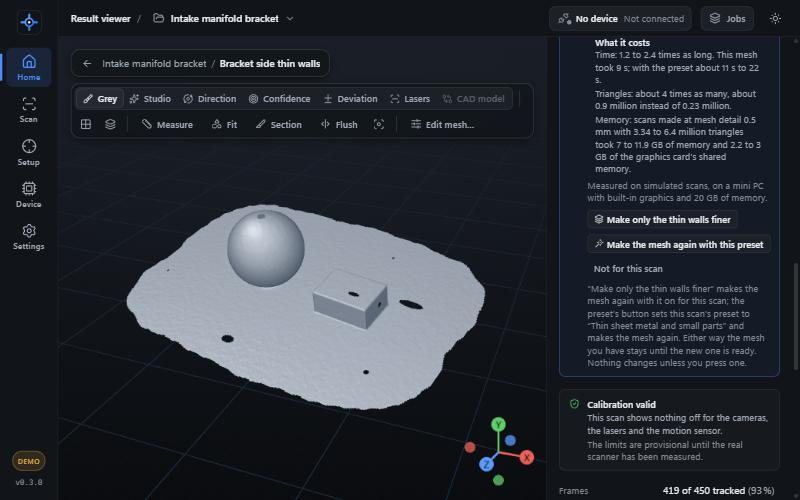 Result viewer / Intake manifold bracket
No device Not connected
Jobs
Home
Scan
Setup
Device
Settings
DEMO
v0.3.0
Intake manifold bracket / Bracket side thin walls
Grey Studio Direction Confidence Deviation Lasers CAD model
Measure Fit Section Flush Edit mesh...
Y
X
Z
What it costs
Time: 1.2 to 2.4 times as long. This mesh
took 9 s; with the preset about 11 s to 22
s.
Triangles: about 4 times as many, about
0.9 million instead of 0.23 million.
Memory: scans made at mesh detail 0.5
mm with 3.34 to 6.4 million triangles
took 7 to 11.9 GB of memory and 2.2 to 3
GB of the graphics card's shared
memory.
Measured on simulated scans, on a mini PC
with built-in graphics and 20 GB of memory.
Make only the thin walls finer
Make the mesh again with this preset
Not for this scan
"Make only the thin walls finer" makes the
mesh again with it on for this scan; the
preset's button sets this scan's preset to
"Thin sheet metal and small parts" and
makes the mesh again. Either way the mesh
you have stays until the new one is ready.
Nothing changes unless you press one.
Calibration valid
This scan shows nothing off for the cameras,
the lasers and the motion sensor.
The limits are provisional until the real
scanner has been measured.
Frames 419 of 450 tracked (93 %)